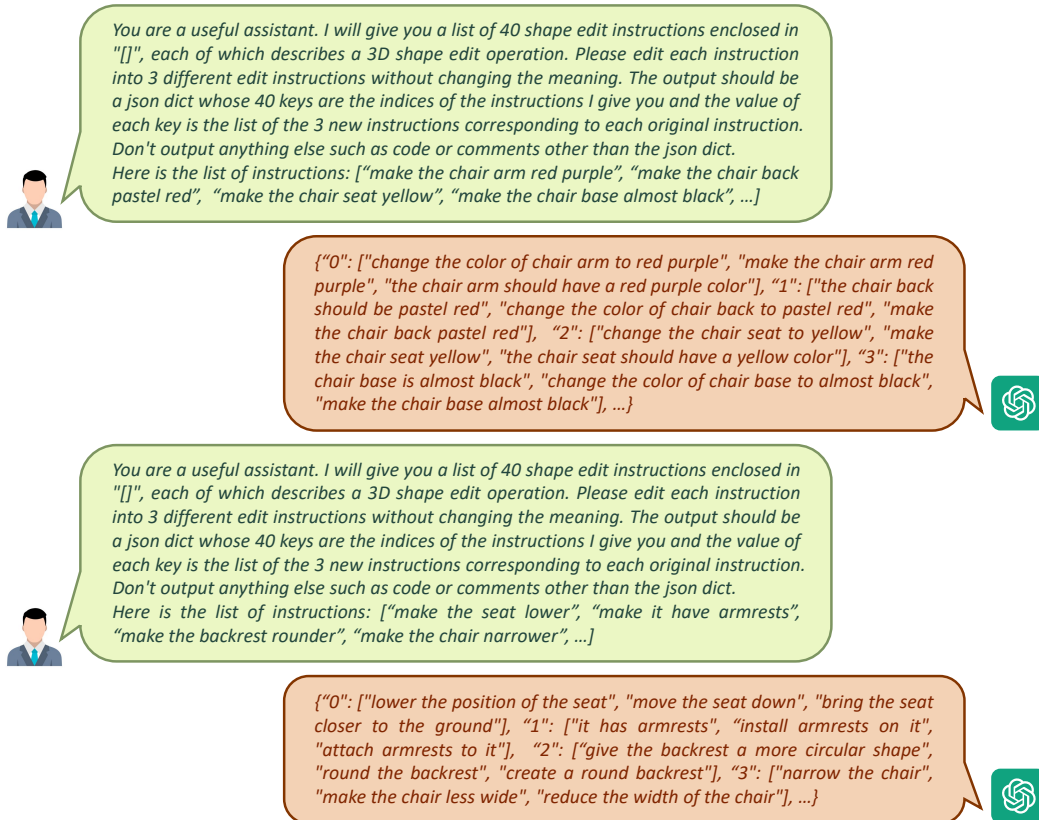 You are a useful assistant. I will give you a list of 40 shape edit instructions enclosed in
"[]", each of which describes a 3D shape edit operation. Please edit each instruction
into 3 different edit instructions without changing the meaning. The output should be
a json dict whose 40 keys are the indices of the instructions I give you and the value of
each key is the list of the 3 new instructions corresponding to each original instruction.
Don't output anything else such as code or comments other than the json dict.
Here is the list of instructions: [“make the chair arm red purple”, “make the chair back
pastel red”, “make the chair seat yellow”, “make the chair base almost black”, …]
{“0": ["change the color of chair arm to red purple", "make the chair arm red
purple", "the chair arm should have a red purple color"], “1": ["the chair back
should be pastel red", "change the color of chair back to pastel red", "make
the chair back pastel red"], “2": ["change the chair seat to yellow", "make
the chair seat yellow", "the chair seat should have a yellow color"], “3": ["the
chair base is almost black", "change the color of chair base to almost black",
"make the chair base almost black"], …}
You are a useful assistant. I will give you a list of 40 shape edit instructions enclosed in
"[]", each of which describes a 3D shape edit operation. Please edit each instruction
into 3 different edit instructions without changing the meaning. The output should be
a json dict whose 40 keys are the indices of the instructions I give you and the value of
each key is the list of the 3 new instructions corresponding to each original instruction.
Don't output anything else such as code or comments other than the json dict.
Here is the list of instructions: [“make the seat lower”, “make it have armrests”,
“make the backrest rounder”, “make the chair narrower”, …]
{“0": ["lower the position of the seat", "move the seat down", "bring the seat
closer to the ground"], “1": ["it has armrests", “install armrests on it",
"attach armrests to it"], “2": [“give the backrest a more circular shape",
"round the backrest", "create a round backrest"], “3": ["narrow the chair",
"make the chair less wide", "reduce the width of the chair"], …}